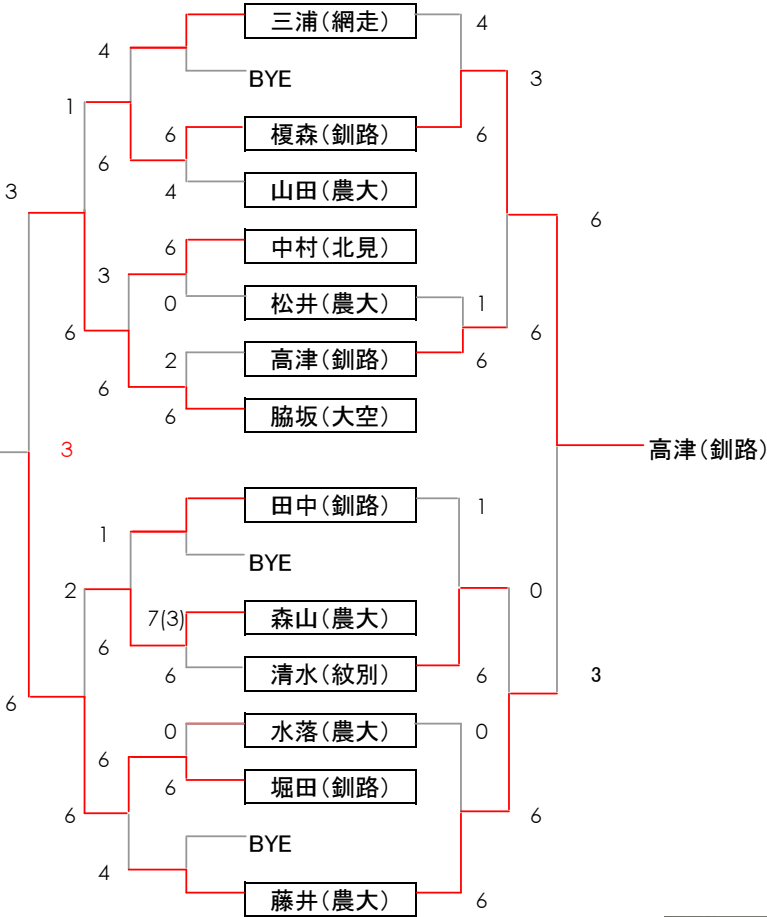 三浦(網走) 4
4
BYE 3
1
6 榎森(釧路) 6
6
4 山田(農大)
3 6
6 中村(北見)
3
0 松井(農大) 1
6 6
2 高津(釧路) 6
6
6 脇坂(大空)
3 高津(釧路)
田中(釧路) 1
1
BYE
2 0
7(3) 森山(農大)
6
6 清水(紋別) 6 3
6
0 水落(農大) 0
6
6 堀田(釧路)
6 6
BYE
4
藤井(農大) 6